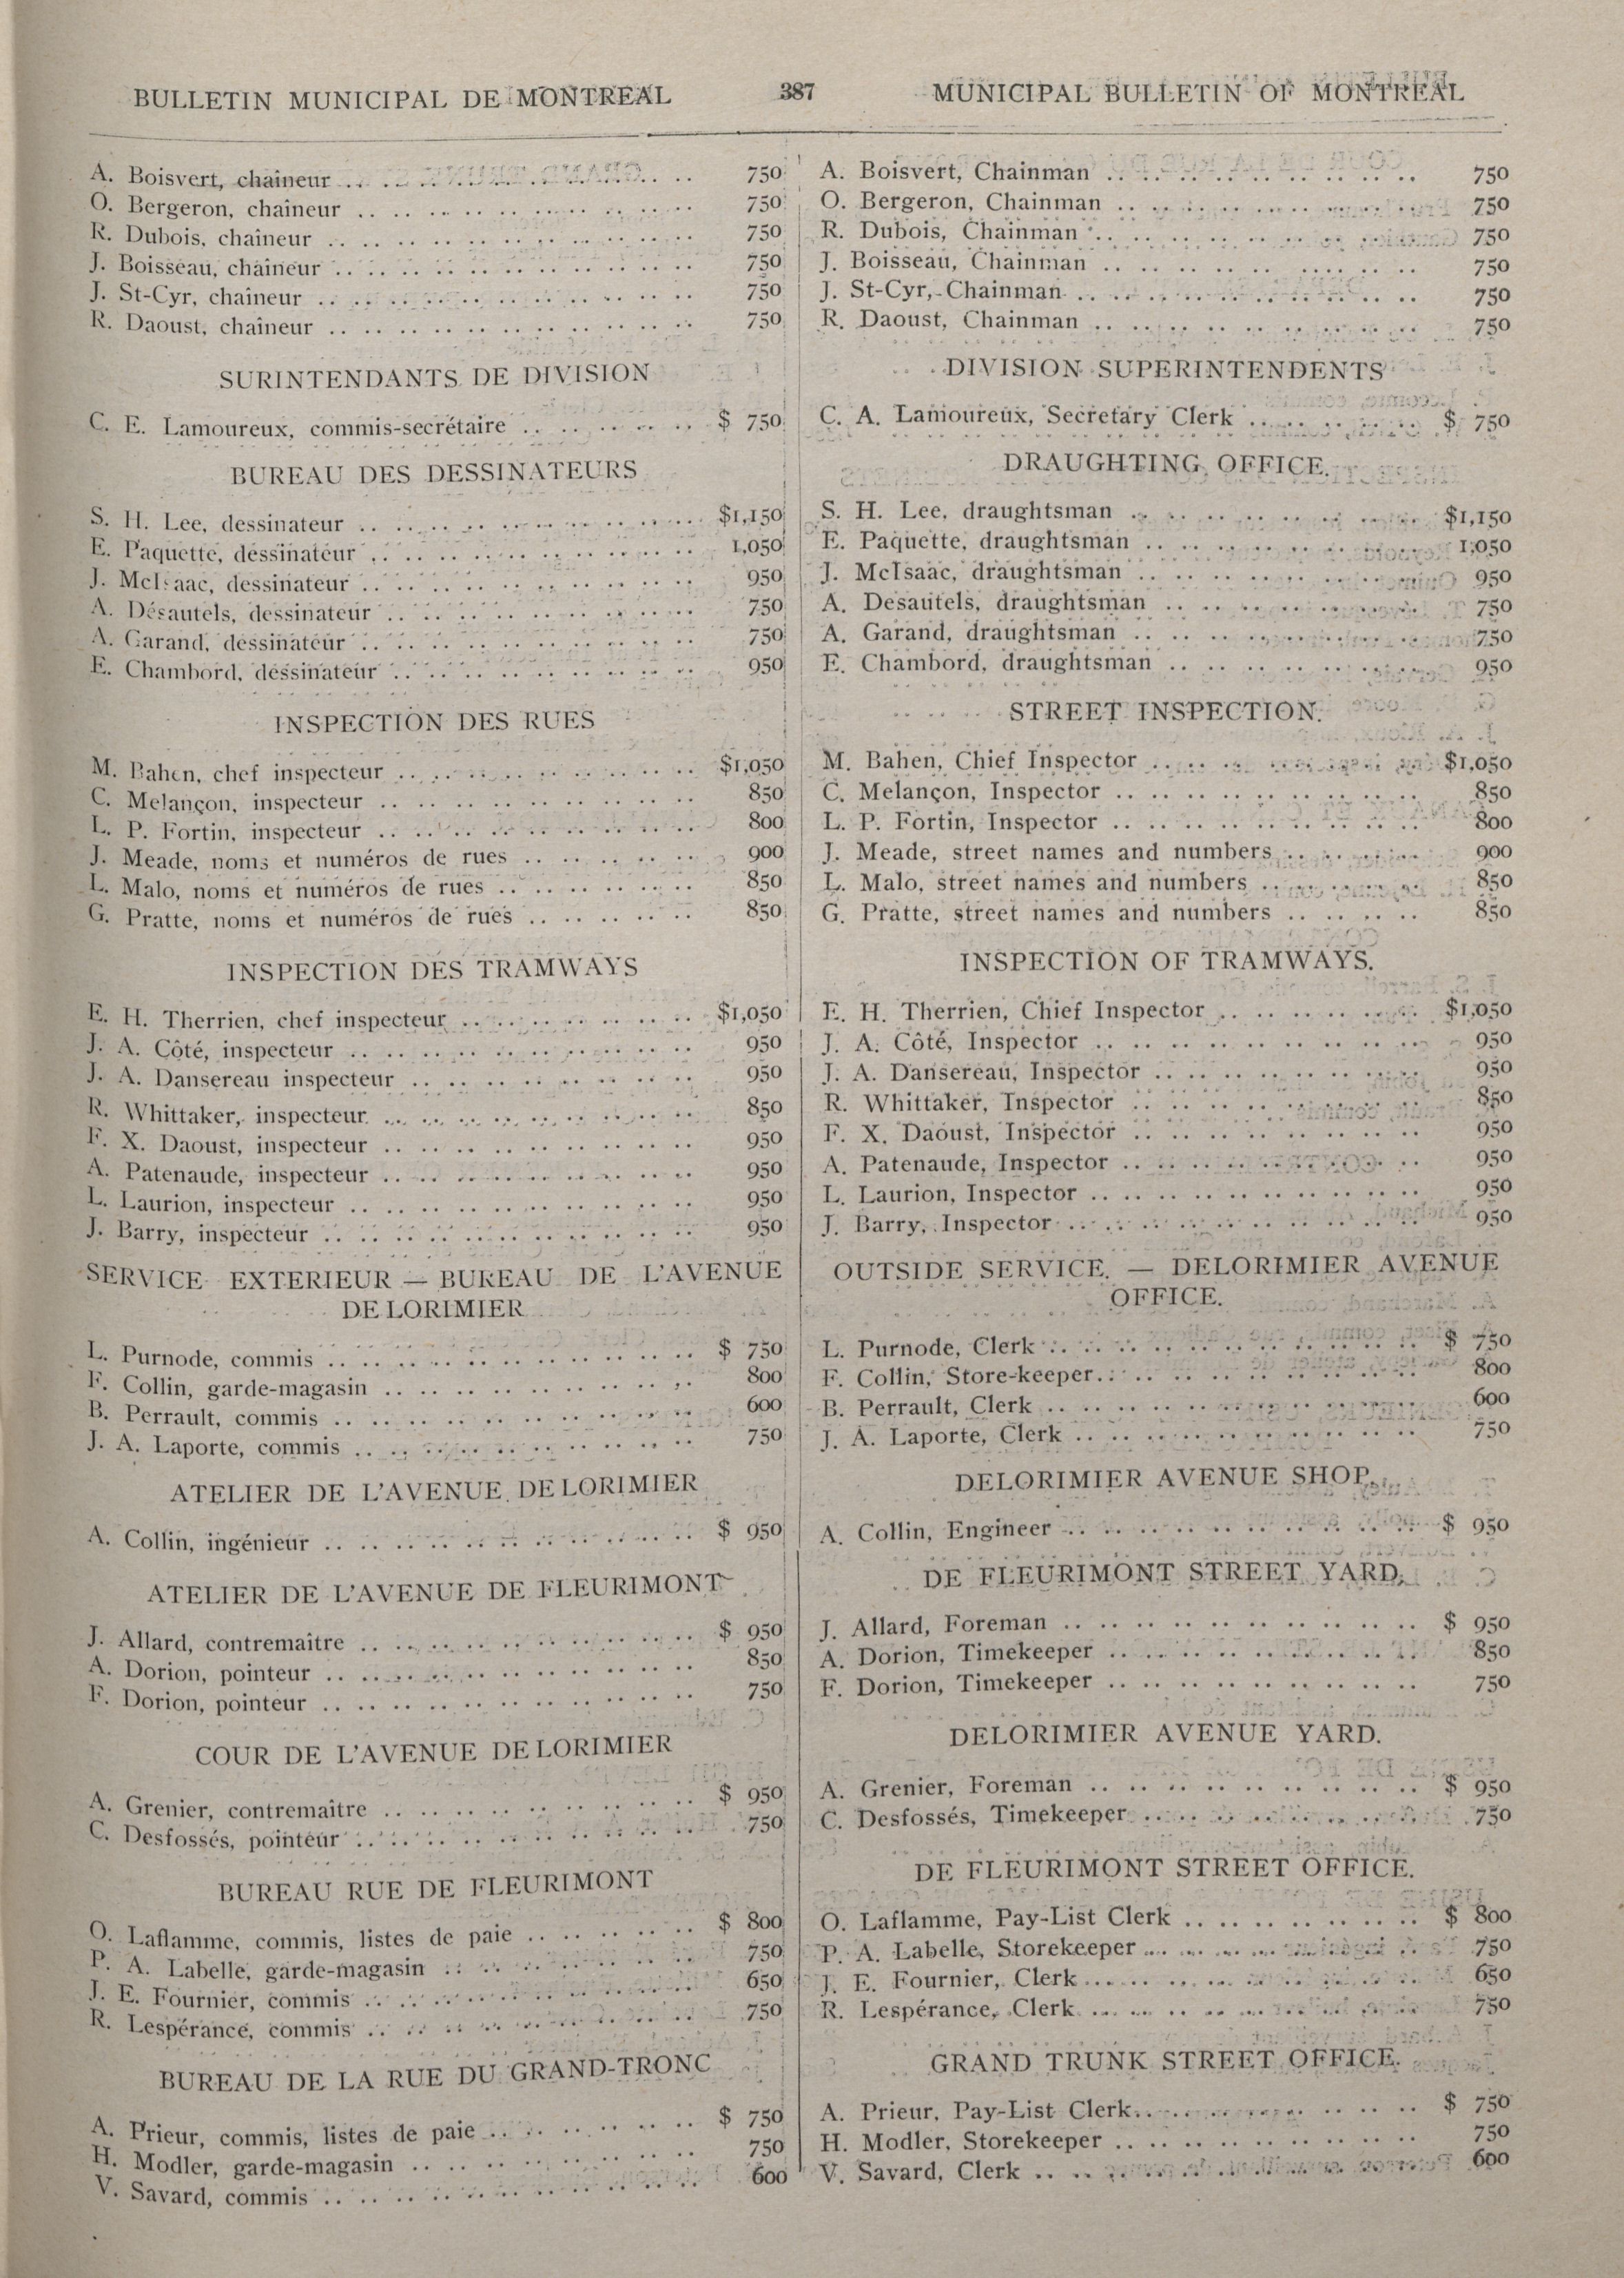 BULLETIN MUNICIPAL DE MONTREAL 387 MUNICIPAL BULLETIN OF MONTREAL
A. Boisvert, chaîneur .. .. .. .. .. .. .. .. 750
O. Bergeron, chaîneur .. .. .. .. .. .. .. .. 750
R. Dubois, chaîneur .. .. .. .. .. .. .. .. 750
J. Boisseau, chaîneur .. .. .. .. .. .. .. .. 750
J. St-Cyr, chaîneur .. .. .. .. .. .. .. .. 750
R. Daoust, chaîneur .. .. .. .. .. .. .. .. 750
SURINTENDANTS DE DIVISION
C. E. Lamoureux, commis-secrétaire .. .. .. .. .. $ 750
BUREAU DES DESSINATEURS
S. H. Lee, dessinateur .. .. .. .. .. .. .. .. $1,150
E. Paquette, dessinateur .. .. .. .. .. .. .. .. 1,050
J. McIsaac, dessinateur .. .. .. .. .. .. .. .. 950
A. Désautels, dessinateur .. .. .. .. .. .. .. .. 750
A. Garand, dessinateur .. .. .. .. .. .. .. .. 750
E. Chambord, dessinateur .. .. .. .. .. .. .. .. 950
INSPECTION DES RUES
M. Bahen, chef inspecteur .. .. .. .. .. .. .. .. $1,050
C. Melançon, inspecteur .. .. .. .. .. .. .. .. 850
L. P. Fortin, inspecteur .. .. .. .. .. .. .. .. 800
J. Meade, noms et numéros de rues .. .. .. .. .. 900
L. Malo, noms et numéros de rues .. .. .. .. .. .. 850
G. Pratte, noms et numéros de rues .. .. .. .. .. 850
INSPECTION DES TRAMWAYS
E. H. Therrien, chef inspecteur .. .. .. .. .. .. .. $1,050
J. A. Côté, inspecteur .. .. .. .. .. .. .. .. 950
J. A. Dansereau inspecteur .. .. .. .. .. .. .. .. 950
R. Whittaker, inspecteur .. .. .. .. .. .. .. .. 850
F. X. Daoust, inspecteur .. .. .. .. .. .. .. .. 950
A. Patenaude, inspecteur .. .. .. .. .. .. .. .. 950
L. Laurion, inspecteur .. .. .. .. .. .. .. .. 950
J. Barry, inspecteur .. .. .. .. .. .. .. .. 950
SERVICE EXTERIEUR — BUREAU DE L'AVENUE
DE LORIMIER
L. Purnode, commis .. .. .. .. .. .. .. .. $ 750
F. Collin, garde-magasin .. .. .. .. .. .. .. .. 800
B. Perrault, commis .. .. .. .. .. .. .. .. 600
J. A. Laporte, commis .. .. .. .. .. .. .. .. 750
ATELIER DE L'AVENUE DE LORIMIER
A. Collin, ingénieur .. .. .. .. .. .. .. .. $ 950
ATELIER DE L'AVENUE DE FLEURIMONT
J. Allard, contremaître .. .. .. .. .. .. .. .. $ 950
A. Dorion, pointeur .. .. .. .. .. .. .. .. 850
F. Dorion, pointeur .. .. .. .. .. .. .. .. 750
COUR DE L'AVENUE DE LORIMIER
A. Grenier, contremaître .. .. .. .. .. .. .. .. $ 950
C. Desfossés, pointeur .. .. .. .. .. .. .. .. 750
BUREAU RUE DE FLEURIMONT
O. Laflamme, commis, listes de paie .. .. .. .. .. $ 800
P. A. Labelle, garde-magasin .. .. .. .. .. .. .. 750
J. E. Fournier, commis .. .. .. .. .. .. .. .. 650
R. Lespérance, commis .. .. .. .. .. .. .. .. 750
BUREAU DE LA RUE DU GRAND-TRONC
A. Prieur, commis, listes de paie .. .. .. .. .. .. $ 750
H. Modler, garde-magasin .. .. .. .. .. .. .. .. 750
V. Savard, commis .. .. .. .. .. .. .. .. 600
A. Boisvert, Chainman .. .. .. .. .. .. .. .. 750
O. Bergeron, Chainman .. .. .. .. .. .. .. .. 750
R. Dubois, Chainman .. .. .. .. .. .. .. .. 750
J. Boisseau, Chainman .. .. .. .. .. .. .. .. 750
J. St-Cyr, Chainman .. .. .. .. .. .. .. .. 750
R. Daoust, Chainman .. .. .. .. .. .. .. .. 750
DIVISION SUPERINTENDENTS
C. A. Lamoureux, Secretary Clerk .. .. .. .. .. $ 750
DRAUGHTING OFFICE.
S. H. Lee, draughtsman .. .. .. .. .. .. .. .. $1,150
E. Paquette, draughtsman .. .. .. .. .. .. .. .. 1,050
J. McIsaac, draughtsman .. .. .. .. .. .. .. .. 950
A. Desautels, draughtsman .. .. .. .. .. .. .. 750
A. Garand, draughtsman .. .. .. .. .. .. .. .. 750
E. Chambord, draughtsman .. .. .. .. .. .. .. 950
STREET INSPECTION.
M. Bahen, Chief Inspector .. .. .. .. .. .. .. .. $1,050
C. Melançon, Inspector .. .. .. .. .. .. .. .. 850
L. P. Fortin, Inspector .. .. .. .. .. .. .. .. 800
J. Meade, street names and numbers .. .. .. .. 900
L. Malo, street names and numbers .. .. .. .. .. 850
G. Pratte, street names and numbers .. .. .. .. 850
INSPECTION OF TRAMWAYS.
E. H. Therrien, Chief Inspector .. .. .. .. .. .. $1,050
J. A. Côté, Inspector .. .. .. .. .. .. .. .. 950
J. A. Dansereau, Inspector .. .. .. .. .. .. .. .. 950
R. Whittaker, Inspector .. .. .. .. .. .. .. .. 850
F. X. Daoust, Inspector .. .. .. .. .. .. .. .. 950
A. Patenaude, Inspector .. .. .. .. .. .. .. .. 950
L. Laurion, Inspector .. .. .. .. .. .. .. .. 950
J. Barry, Inspector .. .. .. .. .. .. .. .. 950
OUTSIDE SERVICE. — DELORIMIER AVENUE
OFFICE.
L. Purnode, Clerk .. .. .. .. .. .. .. .. $ 750
F. Collin, Store-keeper .. .. .. .. .. .. .. .. 800
B. Perrault, Clerk .. .. .. .. .. .. .. .. 600
J. A. Laporte, Clerk .. .. .. .. .. .. .. .. 750
DELORIMIER AVENUE SHOP.
A. Collin, Engineer .. .. .. .. .. .. .. .. $ 950
DE FLEURIMONT STREET YARD.
J. Allard, Foreman .. .. .. .. .. .. .. .. $ 950
A. Dorion, Timekeeper .. .. .. .. .. .. .. .. 850
F. Dorion, Timekeeper .. .. .. .. .. .. .. .. 750
DELORIMIER AVENUE YARD.
A. Grenier, Foreman .. .. .. .. .. .. .. .. $ 950
C. Desfossés, Timekeeper .. .. .. .. .. .. .. .. 750
DE FLEURIMONT STREET OFFICE.
O. Laflamme, Pay-List Clerk .. .. .. .. .. .. .. $ 800
P. A. Labelle, Storekeeper .. .. .. .. .. .. .. .. 750
J. E. Fournier, Clerk .. .. .. .. .. .. .. .. 650
R. Lespérance, Clerk .. .. .. .. .. .. .. .. 750
GRAND TRUNK STREET OFFICE.
A. Prieur, Pay-List Clerk .. .. .. .. .. .. .. .. $ 750
H. Modler, Storekeeper .. .. .. .. .. .. .. .. 750
V. Savard, Clerk .. .. .. .. .. .. .. .. 600